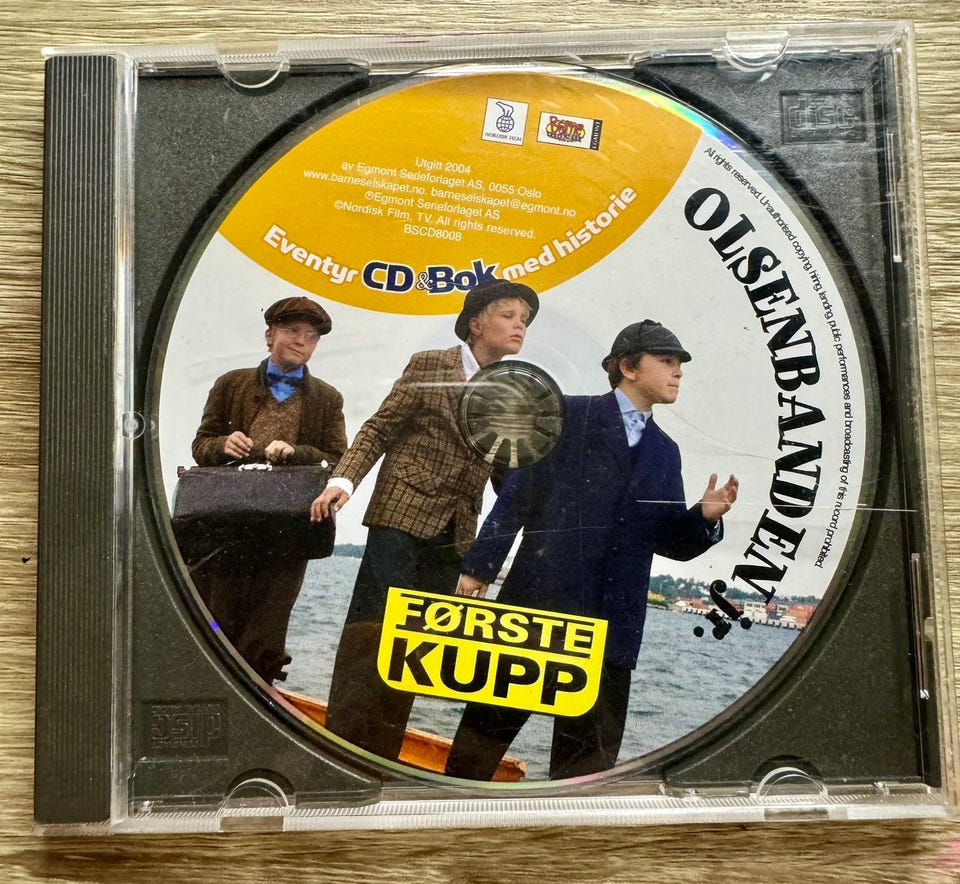 NORDISK FILM
EGMONT
Utgitt 2004
av Egmont Serieforlaget AS, 0055 Oslo
www.barneselskapet.no, barneselskapet@egmont.no
℗Egmont Serieforlaget AS
©Nordisk Film, TV. All rights reserved.
BSCD8008
Eventyr CD & Bok med historie
All rights reserved. Unauthorised copying, hiring, lending, public performances and broadcasting of this record prohibited
OLSENBANDEN jr.
FØRSTE
KUPP
disc
disc